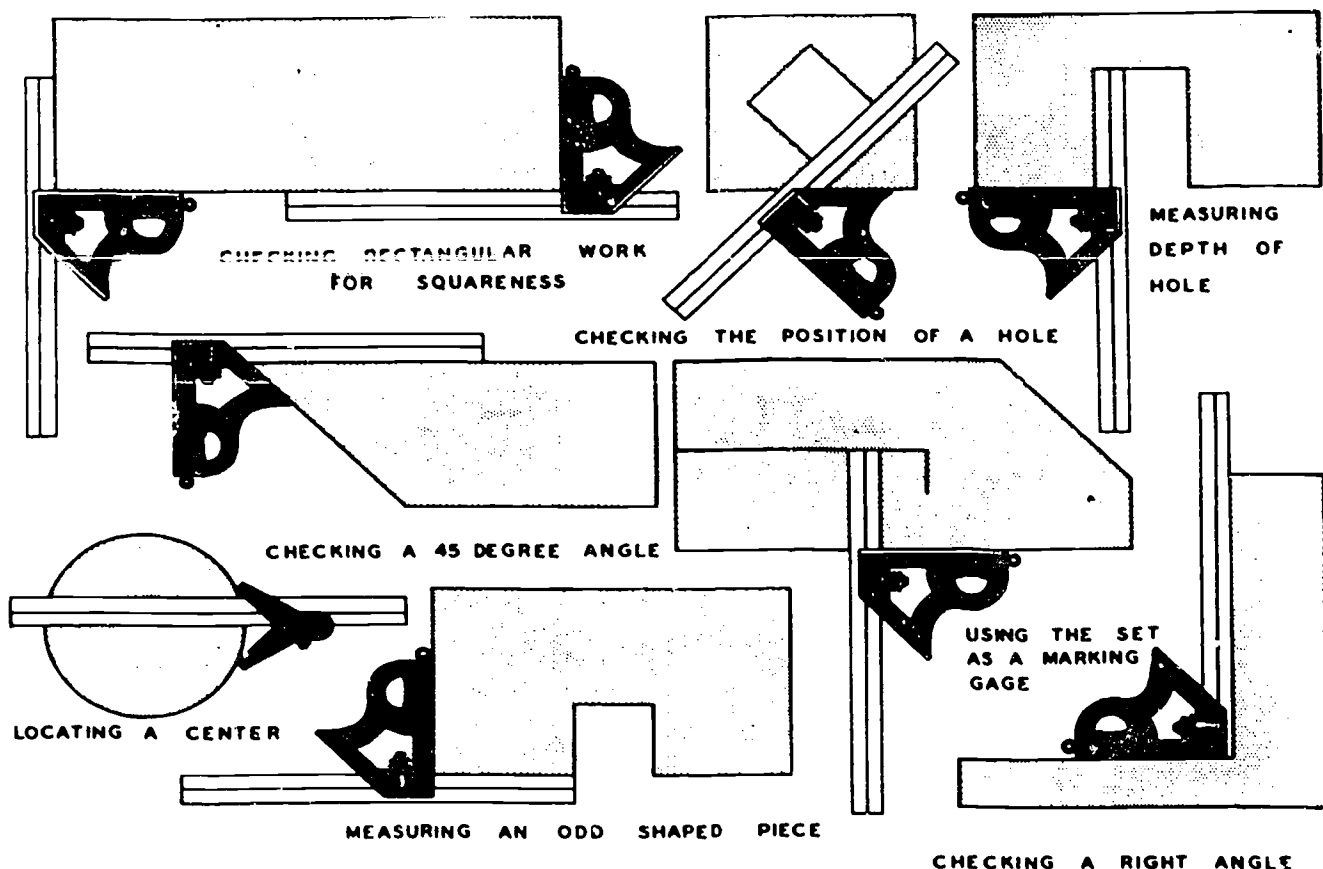 CHECKING RECTANGULAR WORK
FOR SQUARENESS
CHECKING THE POSITION OF A HOLE
MEASURING
DEPTH OF
HOLE
CHECKING A 45 DEGREE ANGLE
USING THE SET
AS A MARKING
GAGE
LOCATING A CENTER
MEASURING AN ODD SHAPED PIECE
CHECKING A RIGHT ANGLE